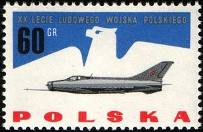 XX-LECIE LUDOWEGO WOJSKA POLSKIEGO
60 GR
POLSKA